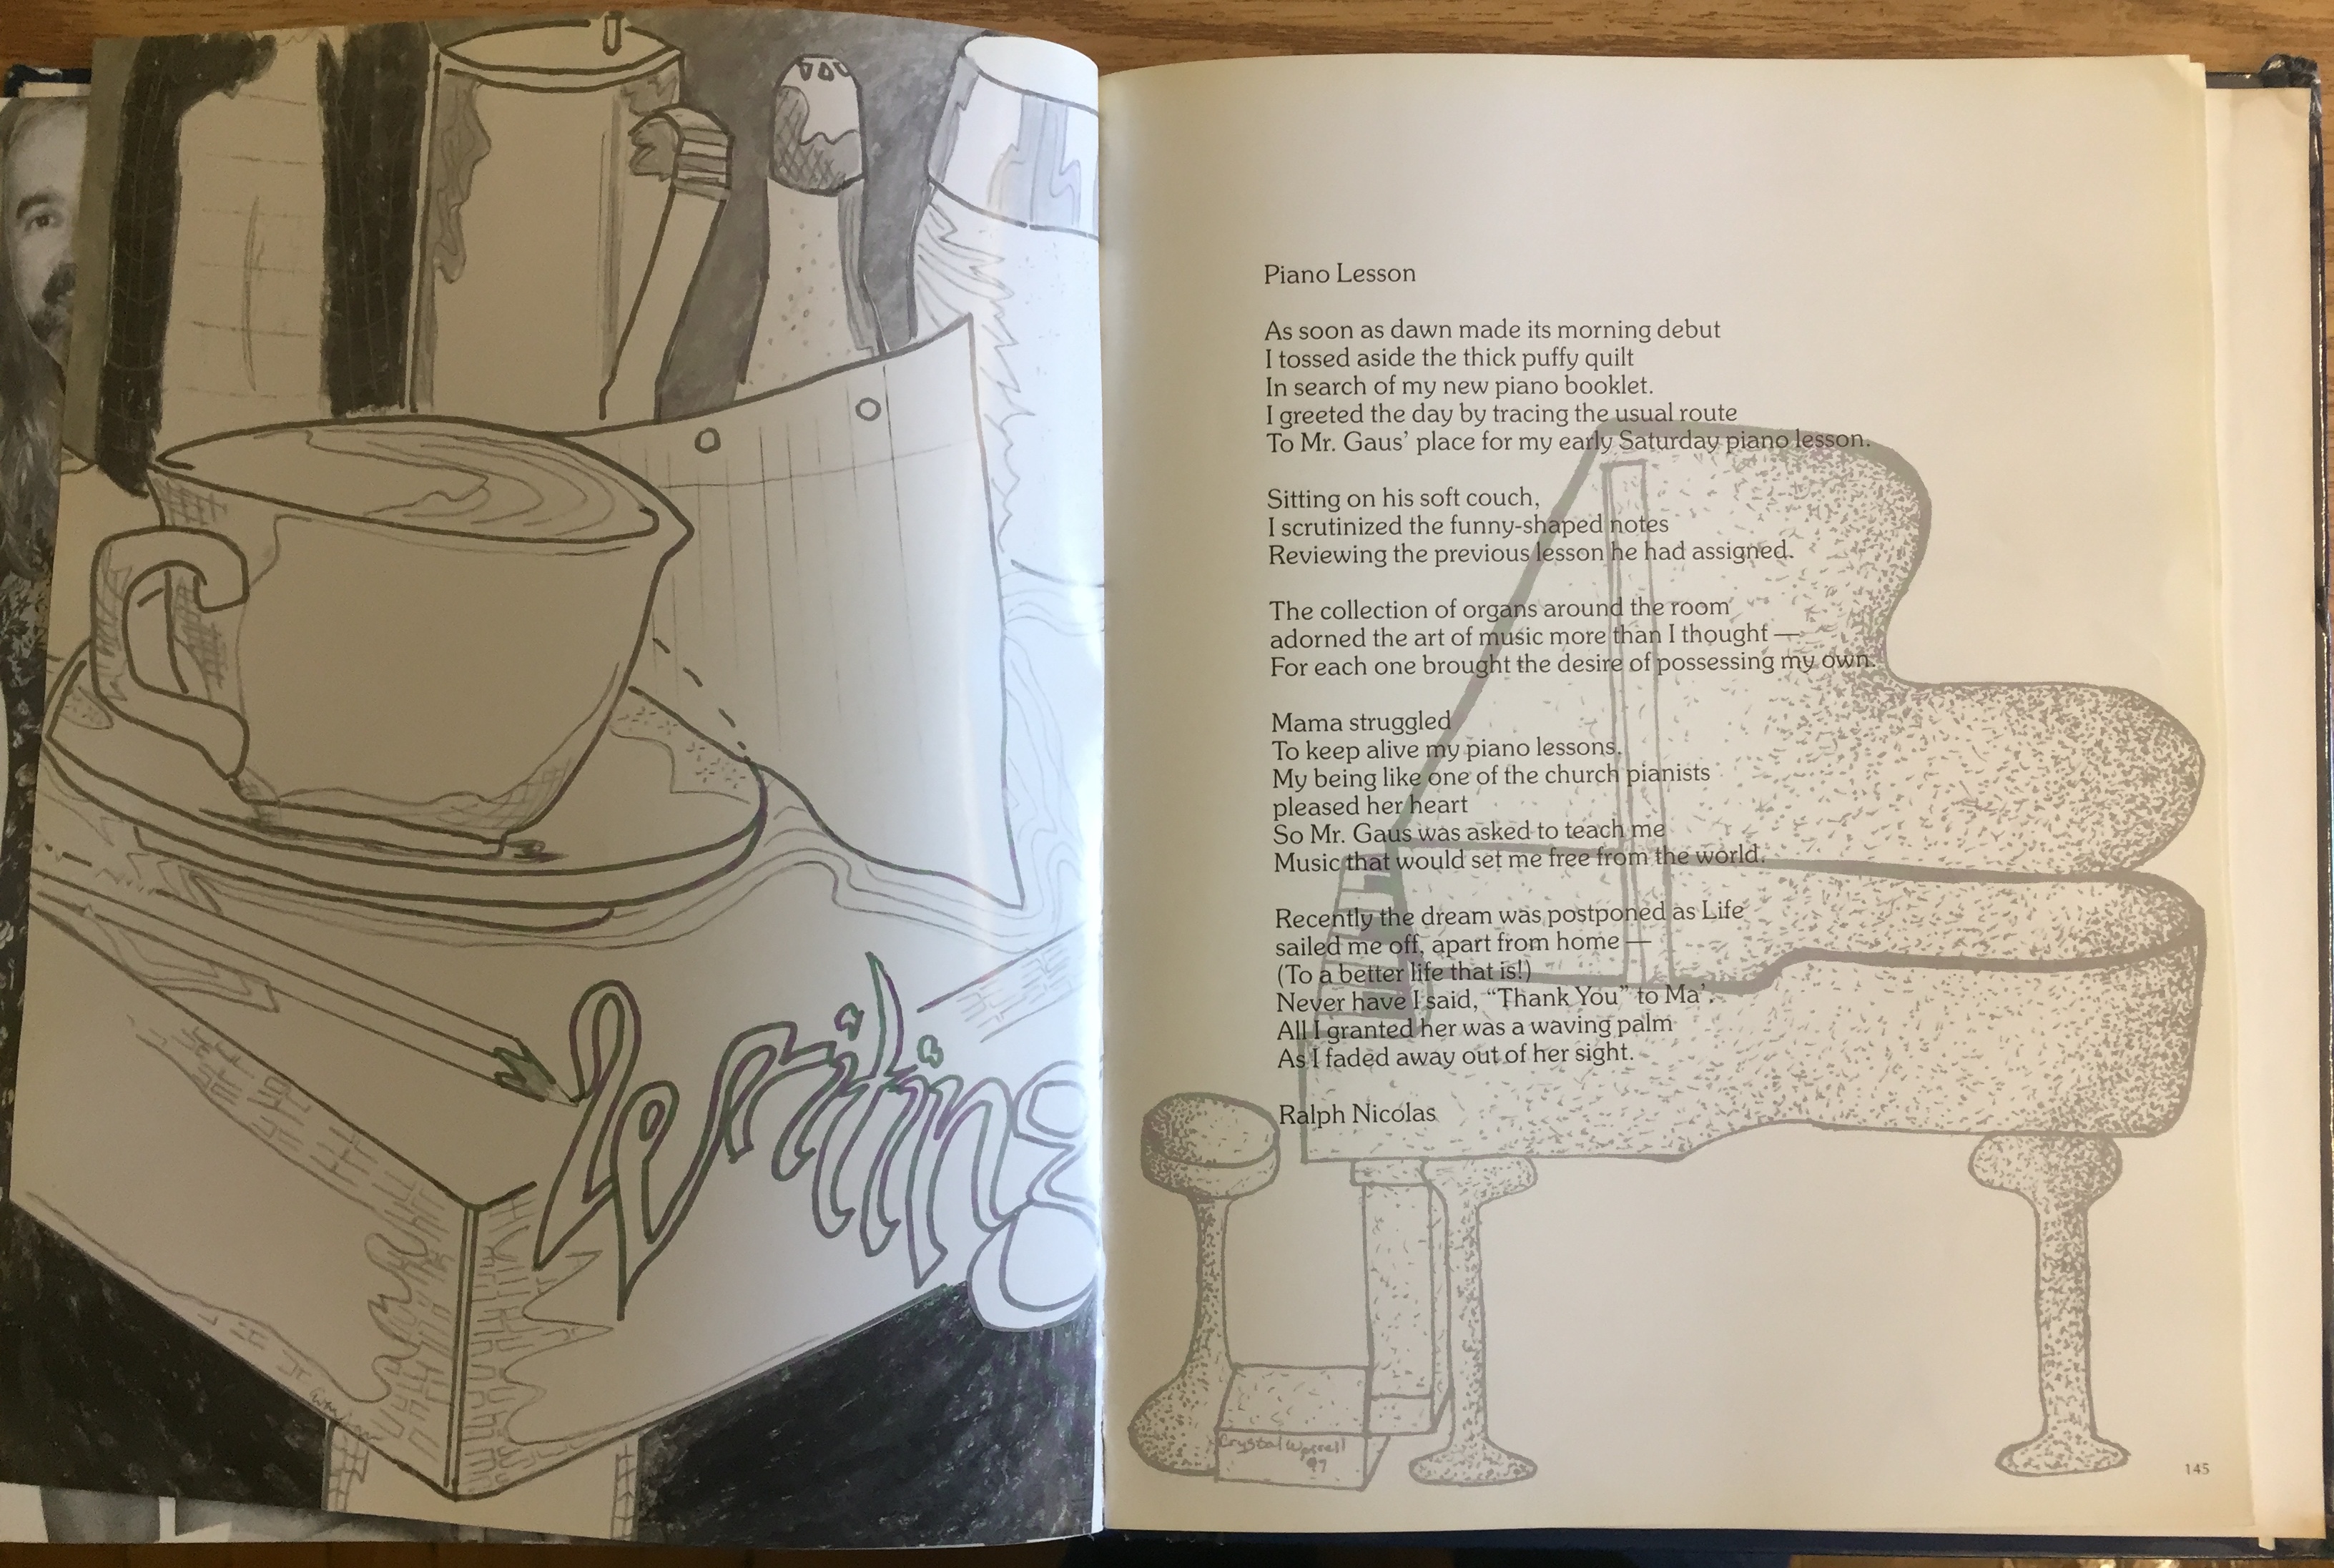 Writing
Piano Lesson
As soon as dawn made its morning debut
I tossed aside the thick puffy quilt
In search of my new piano booklet.
I greeted the day by tracing the usual route
To Mr. Gaus’ place for my early Saturday piano lesson.
Sitting on his soft couch,
I scrutinized the funny-shaped notes
Reviewing the previous lesson he had assigned.
The collection of organs around the room
adorned the art of music more than I thought —
For each one brought the desire of possessing my own.
Mama struggled
To keep alive my piano lessons.
My being like one of the church pianists
pleased her heart
So Mr. Gaus was asked to teach me
Music that would set me free from the world.
Recently the dream was postponed as Life
sailed me off, apart from home —
(To a better life that is!)
Never have I said, “Thank You” to Ma’.
All I granted her was a waving palm
As I faded away out of her sight.
Ralph Nicolas
Crystal Worrell
97
145